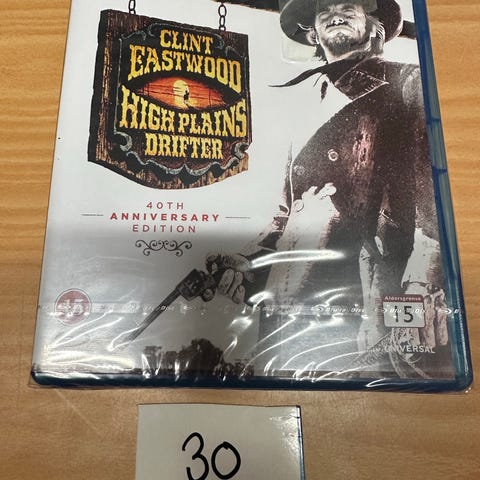 CLINT
EASTWOOD
HIGH PLAINS
DRIFTER
40TH
ANNIVERSARY
EDITION
15
Aldersgrense
15
UNIVERSAL
30